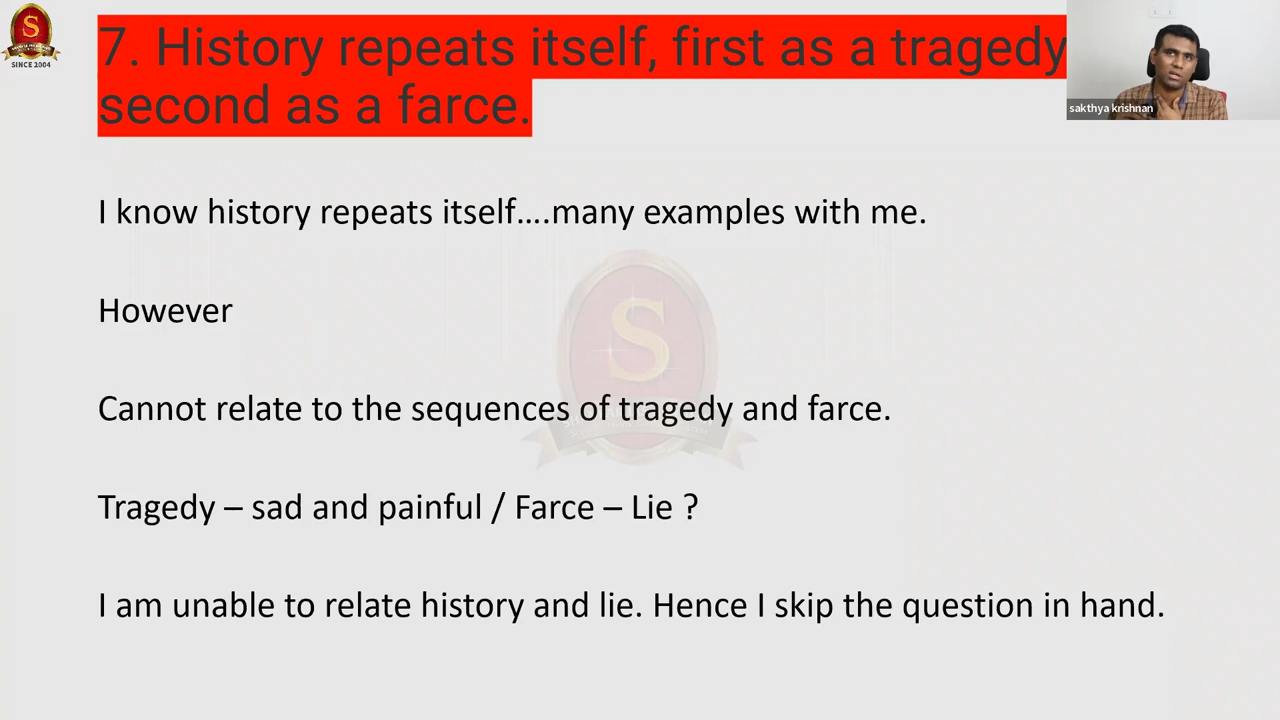 7. History repeats itself, first as a tragedy
second as a farce.
S
SINCE 2004
sakthya krishnan
I know history repeats itself....many examples with me.
However
Cannot relate to the sequences of tragedy and farce.
Tragedy – sad and painful / Farce – Lie ?
I am unable to relate history and lie. Hence I skip the question in hand.
S